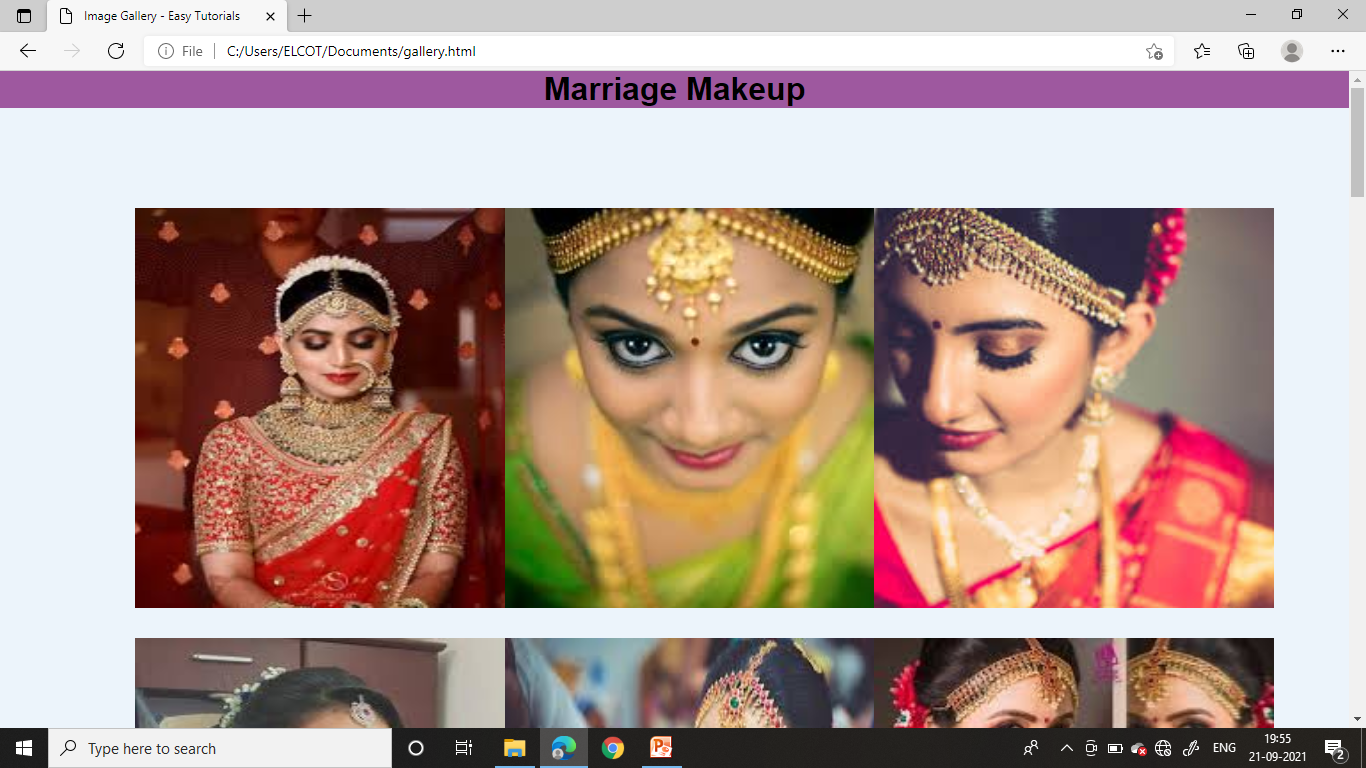 Image Gallery - Easy Tutorials
File
C:/Users/ELCOT/Documents/gallery.html
Marriage Makeup
Type here to search
ENG
19:55
21-09-2021
2